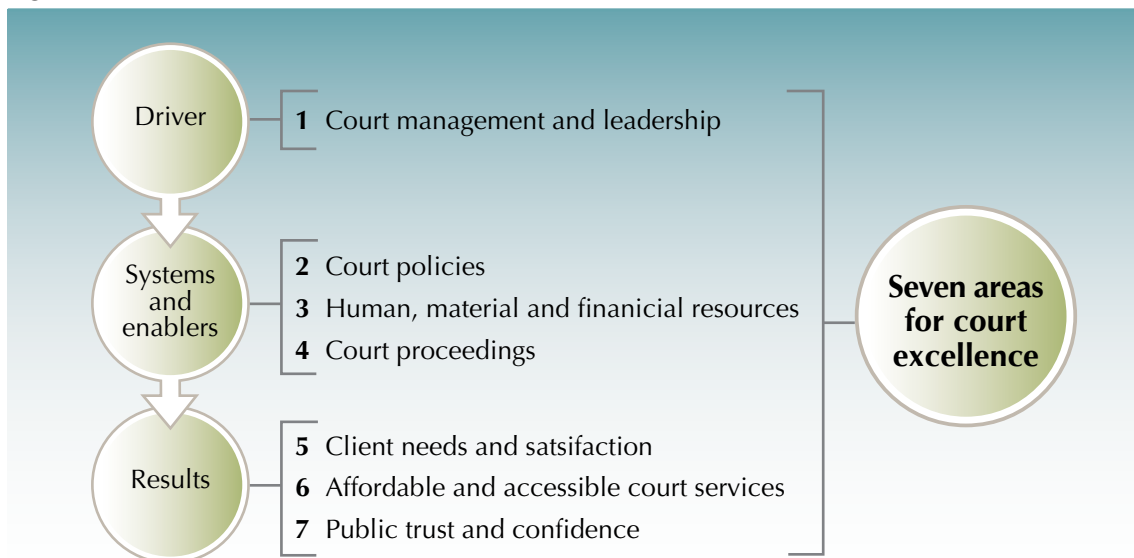 Driver
1 Court management and leadership
Systems
and
enablers
2 Court policies
3 Human, material and finanicial resources
4 Court proceedings
Results
5 Client needs and satsifaction
6 Affordable and accessible court services
7 Public trust and confidence
Seven areas
for court
excellence